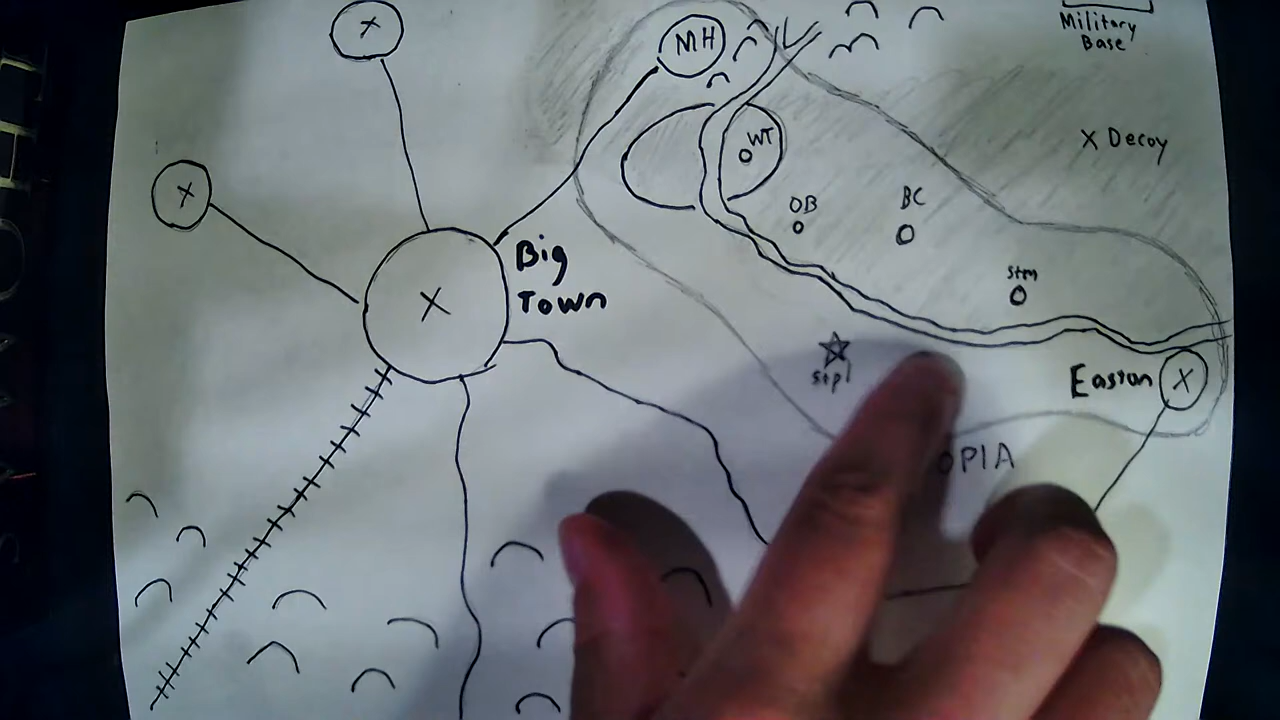 X
MH
Military
Base
X Decoy
WT
X
OB
BC
Big
Town
X
Stm
Stpl
Easton
X
OPIA